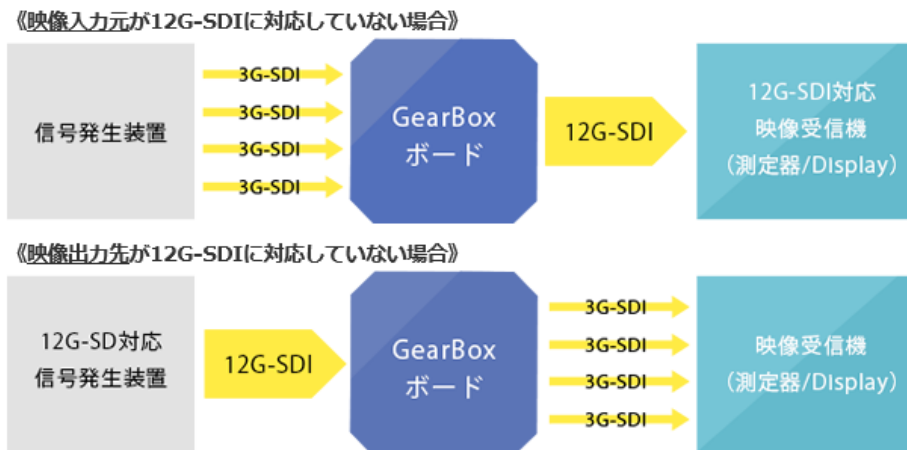 《映像入力元が12G-SDIに対応していない場合》
信号発生装置
3G-SDI
3G-SDI
3G-SDI
3G-SDI
GearBox
ボード
12G-SDI
12G-SDI対応
映像受信機
（測定器/Display）
《映像出力先が12G-SDIに対応していない場合》
12G-SD対応
信号発生装置
12G-SDI
GearBox
ボード
3G-SDI
3G-SDI
3G-SDI
3G-SDI
映像受信機
（測定器/Display）